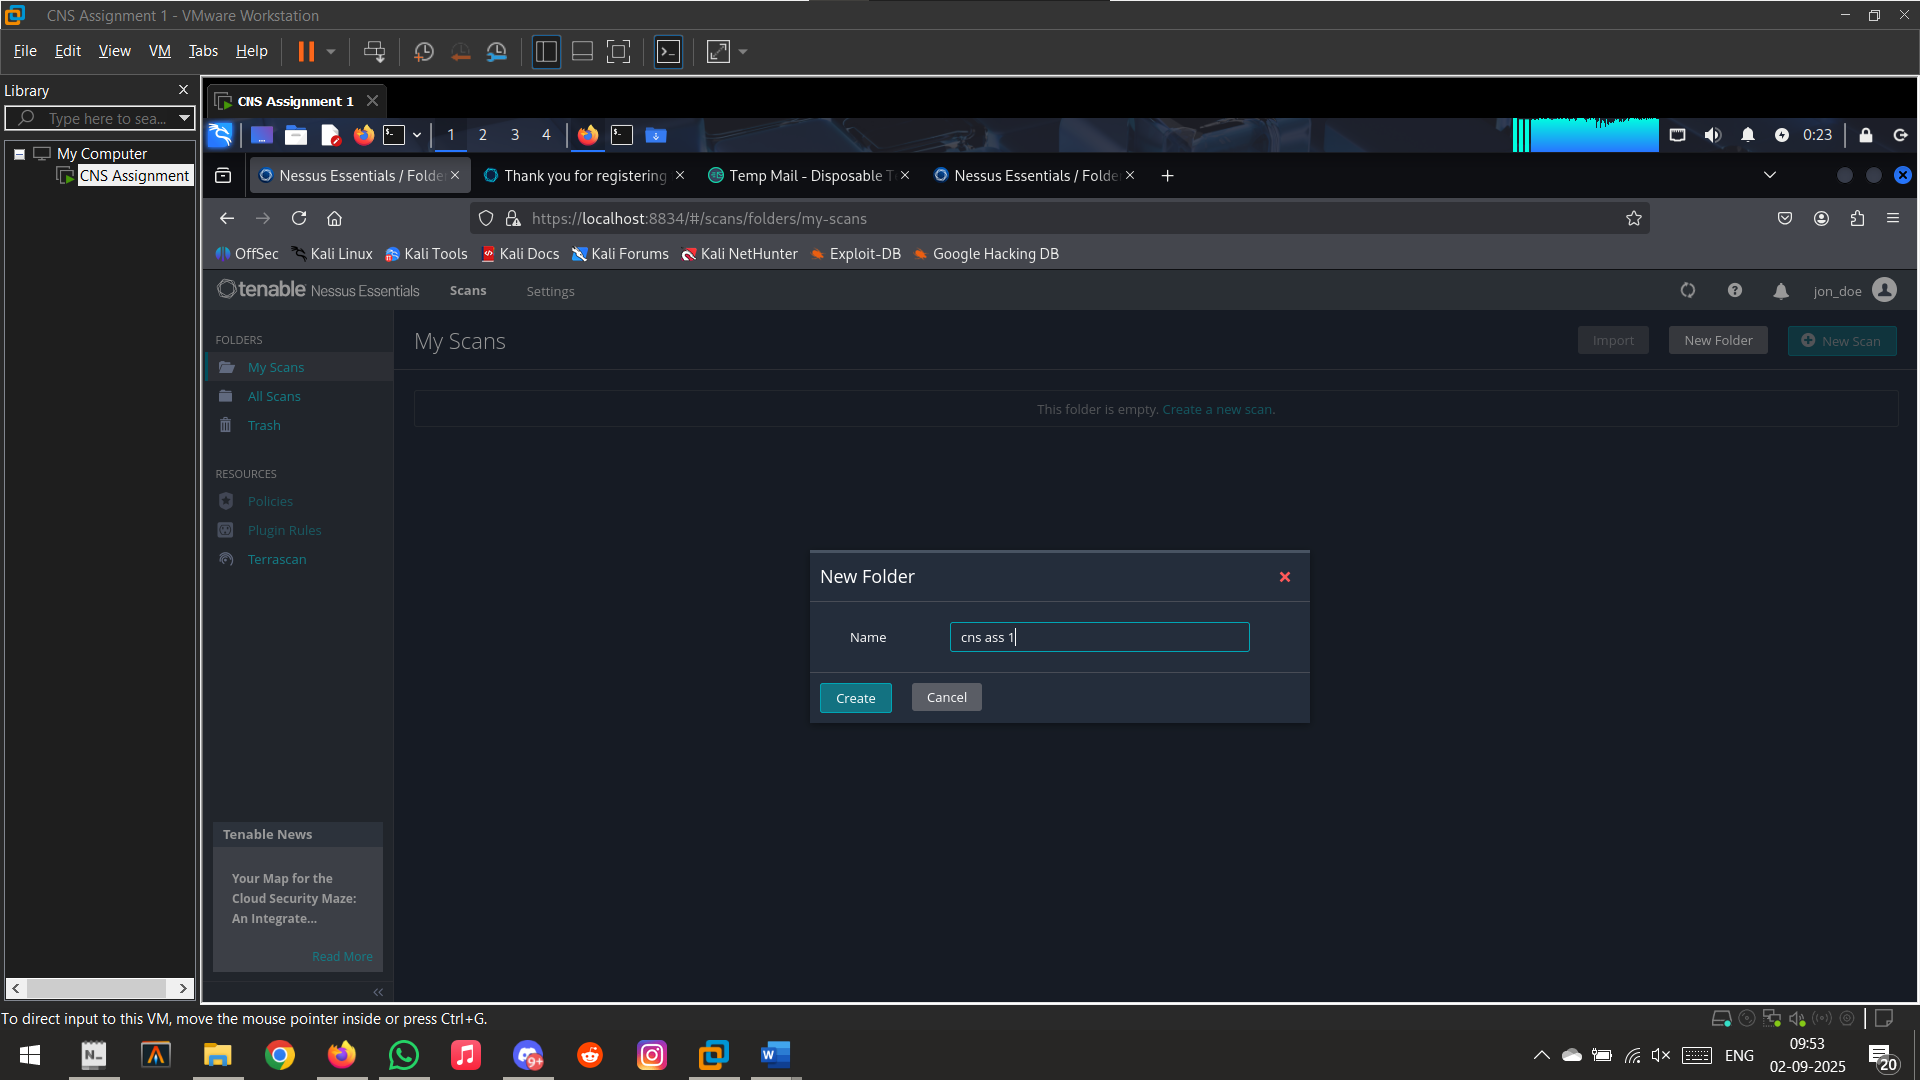 CNS Assignment 1 - VMware Workstation
File Edit View VM Tabs Help
Library
Type here to sea...
My Computer
CNS Assignment
CNS Assignment 1
1 2 3 4
0:23
Nessus Essentials / Folde
Thank you for registering
Temp Mail - Disposable T
Nessus Essentials / Folde
https://localhost:8834/#/scans/folders/my-scans
OffSec Kali Linux Kali Tools Kali Docs Kali Forums Kali NetHunter Exploit-DB Google Hacking DB
tenable Nessus Essentials Scans Settings
jon_doe
FOLDERS
My Scans
All Scans
Trash
RESOURCES
Policies
Plugin Rules
Terrascan
My Scans
Import New Folder New Scan
This folder is empty. Create a new scan.
New Folder
Name cns ass 1
Create Cancel
Tenable News
Your Map for the
Cloud Security Maze:
An Integrate...
Read More
To direct input to this VM, move the mouse pointer inside or press Ctrl+G.
9+
ENG
09:53
02-09-2025
20